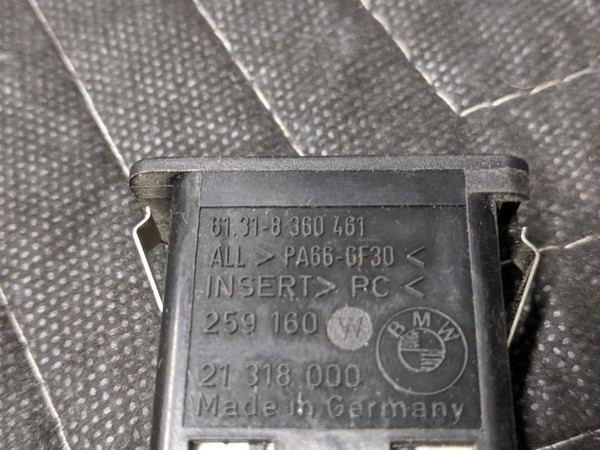 61.31-8 360 461
ALL > PA66-GF30 <
INSERT> PC <
259 160 W
BMW
21 318 000
Made in Germany